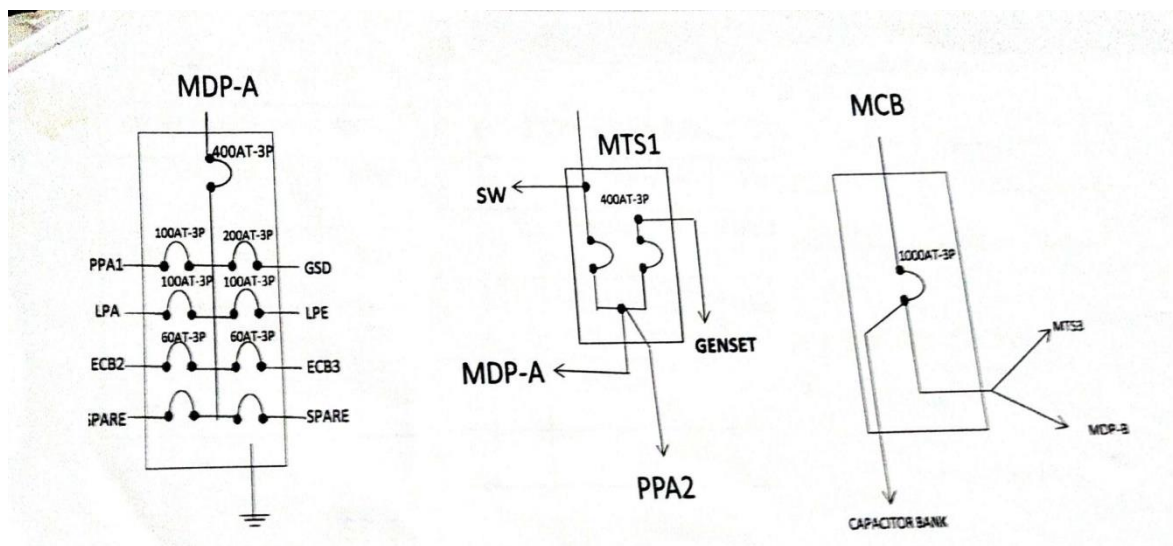 MDP-A
400AT-3P
100AT-3P 200AT-3P
PPA1 GSD
100AT-3P 100AT-3P
LPA LPE
60AT-3P 60AT-3P
ECB2 ECB3
SPARE SPARE
MTS1
SW
400AT-3P
GENSET
MDP-A
PPA2
MCB
1000AT-3P
MDP-B
CAPACITOR BANK